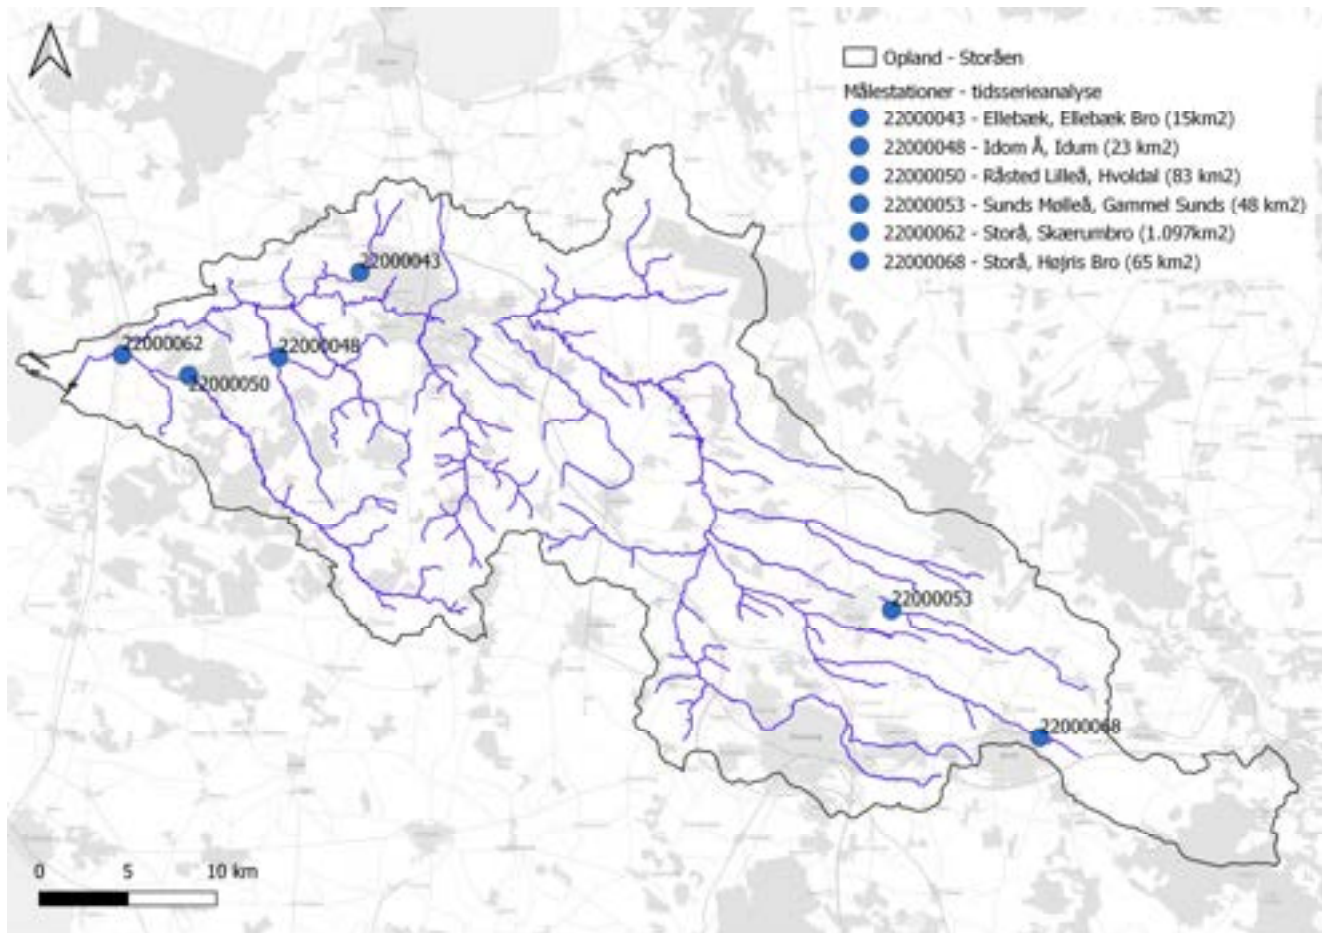 Opland - Storåen
Målestationer - tidsserieanalyse
22000043 - Ellebæk, Ellebæk Bro (15km2)
22000048 - Idom Å, Idum (23 km2)
22000050 - Råsted Lilleå, Hvoldal (83 km2)
22000053 - Sunds Mølleå, Gammel Sunds (48 km2)
22000062 - Storå, Skærumbro (1.097km2)
22000068 - Storå, Højris Bro (65 km2)
22000043
22000062
22000048
22000050
22000053
22000068
0 5 10 km